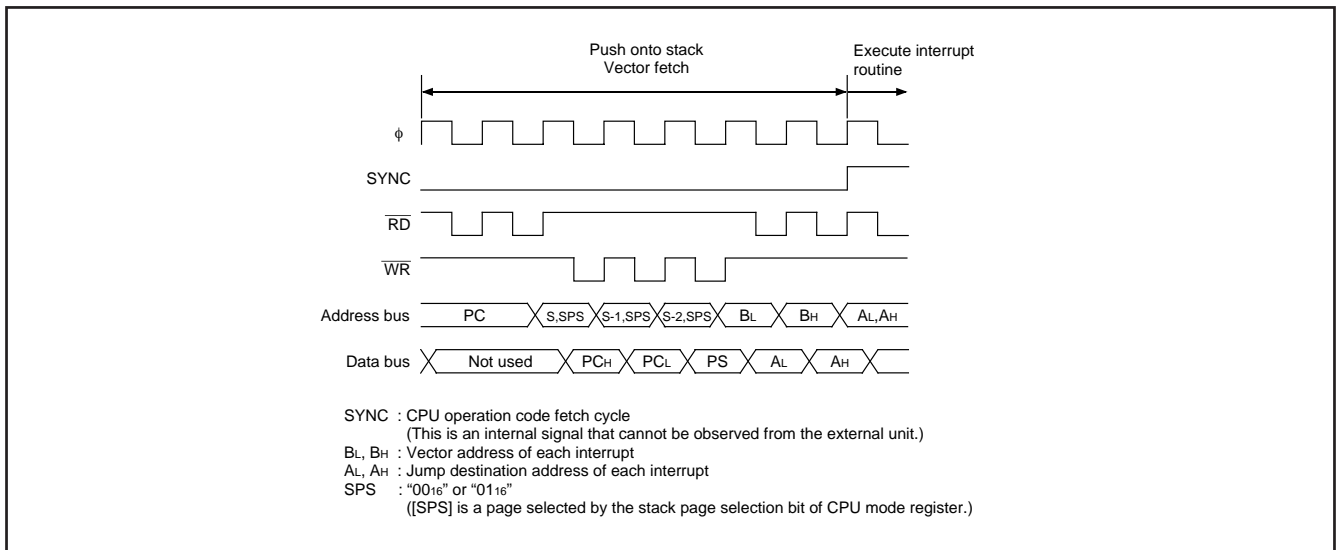 Push onto stack
Vector fetch
Execute interrupt
routine
φ
SYNC
RD
WR
Address bus PC S,SPS S-1,SPS S-2,SPS BL BH AL,AH
Data bus Not used PCH PCL PS AL AH
SYNC : CPU operation code fetch cycle
(This is an internal signal that cannot be observed from the external unit.)
BL, BH : Vector address of each interrupt
AL, AH : Jump destination address of each interrupt
SPS : “0016” or “0116”
([SPS] is a page selected by the stack page selection bit of CPU mode register.)